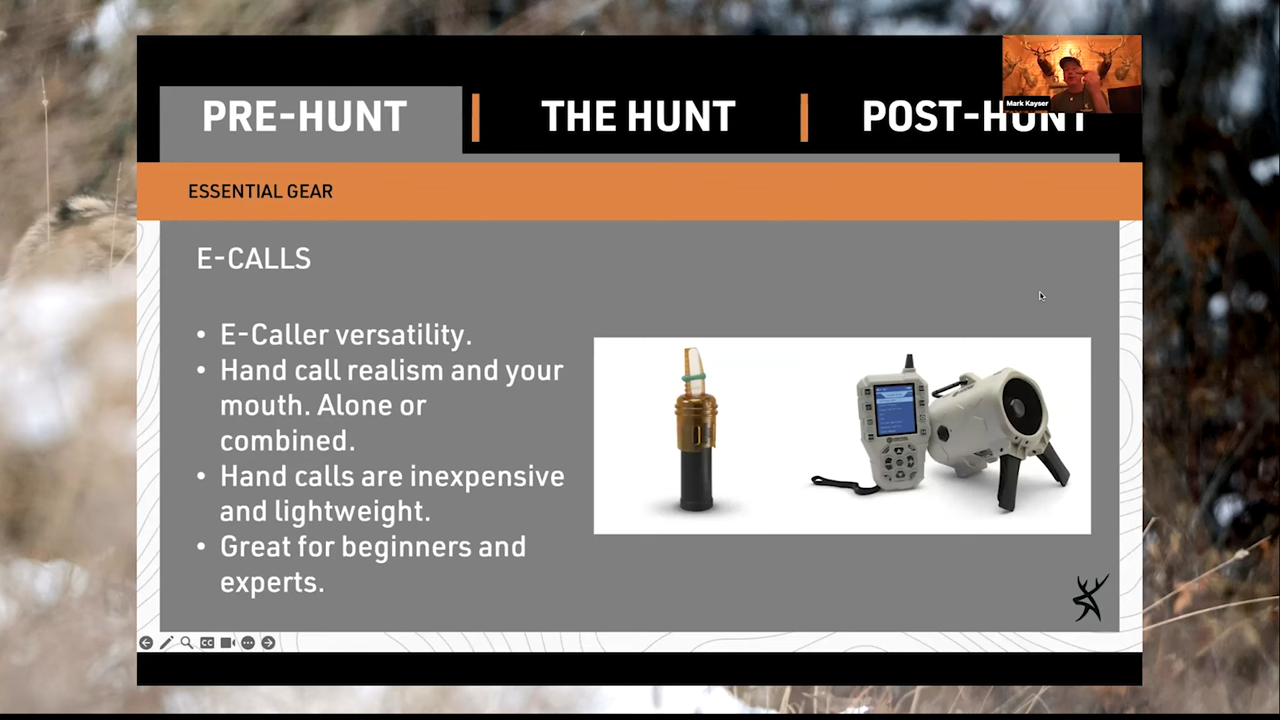 PRE-HUNT
THE HUNT
POST-HUNT
Mark Kayser
ESSENTIAL GEAR
E-CALLS
• E-Caller versatility.
• Hand call realism and your
mouth. Alone or
combined.
• Hand calls are inexpensive
and lightweight.
• Great for beginners and
experts.
CC